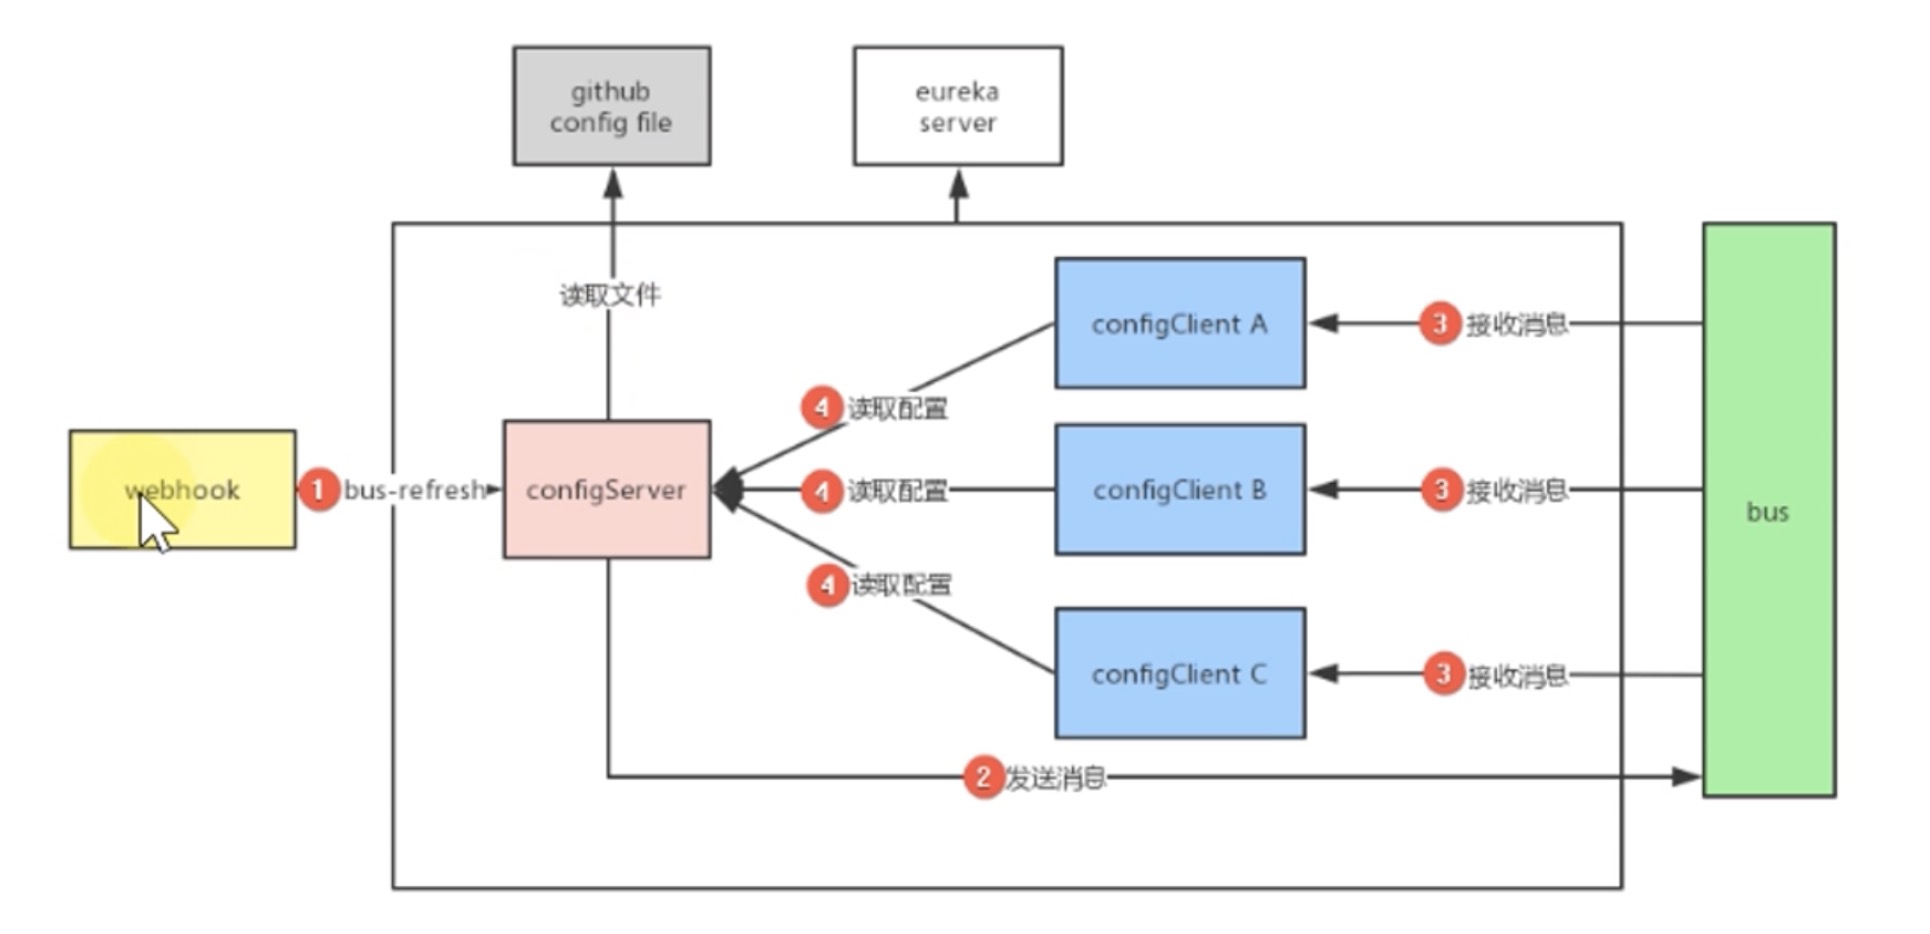 github
config file
eureka
server
读取文件
configClient A
3 接收消息
4 读取配置
webhook
1 bus-refresh
configServer
4 读取配置
configClient B
3 接收消息
bus
4 读取配置
configClient C
3 接收消息
2 发送消息